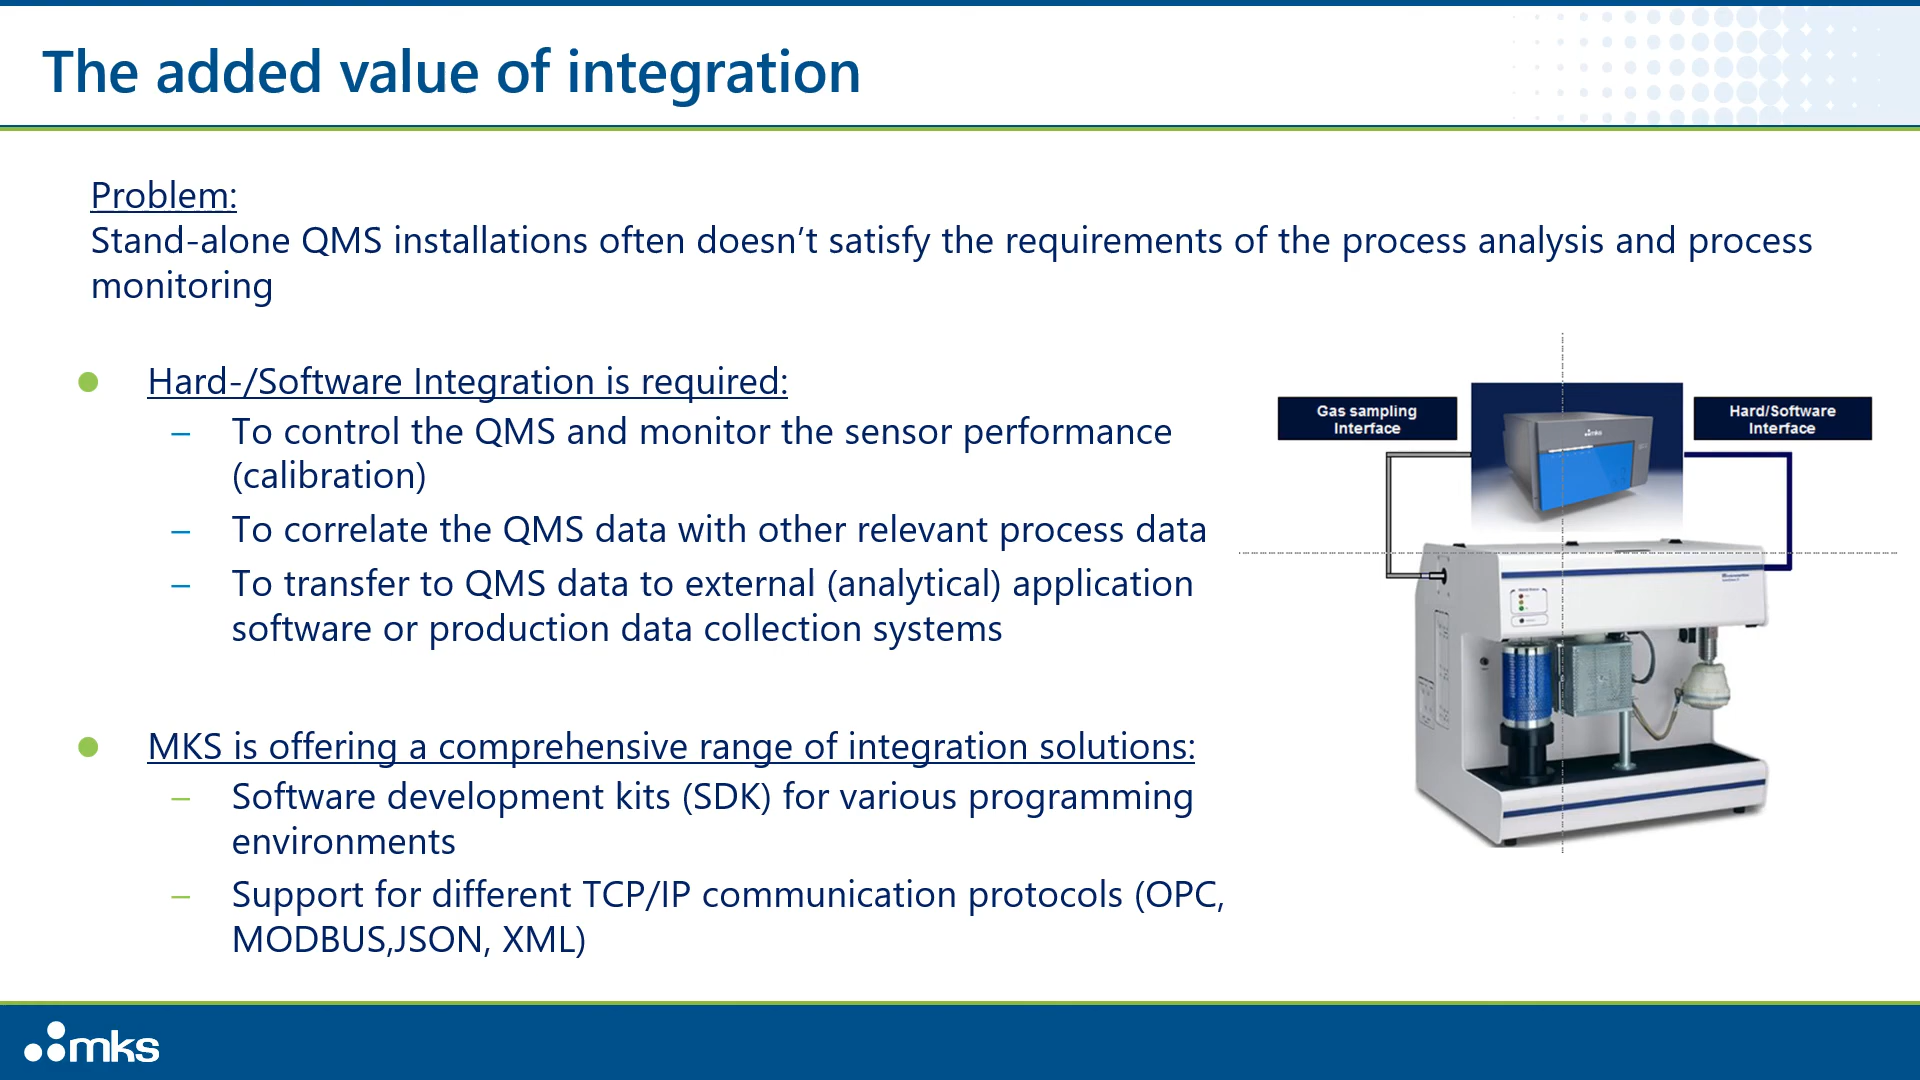 The added value of integration
Problem:
Stand-alone QMS installations often doesn’t satisfy the requirements of the process analysis and process
monitoring
Hard-/Software Integration is required:
– To control the QMS and monitor the sensor performance
(calibration)
– To correlate the QMS data with other relevant process data
– To transfer to QMS data to external (analytical) application
software or production data collection systems
MKS is offering a comprehensive range of integration solutions:
– Software development kits (SDK) for various programming
environments
– Support for different TCP/IP communication protocols (OPC,
MODBUS,JSON, XML)
Gas sampling
Interface
Hard/Software
Interface
mks
mks